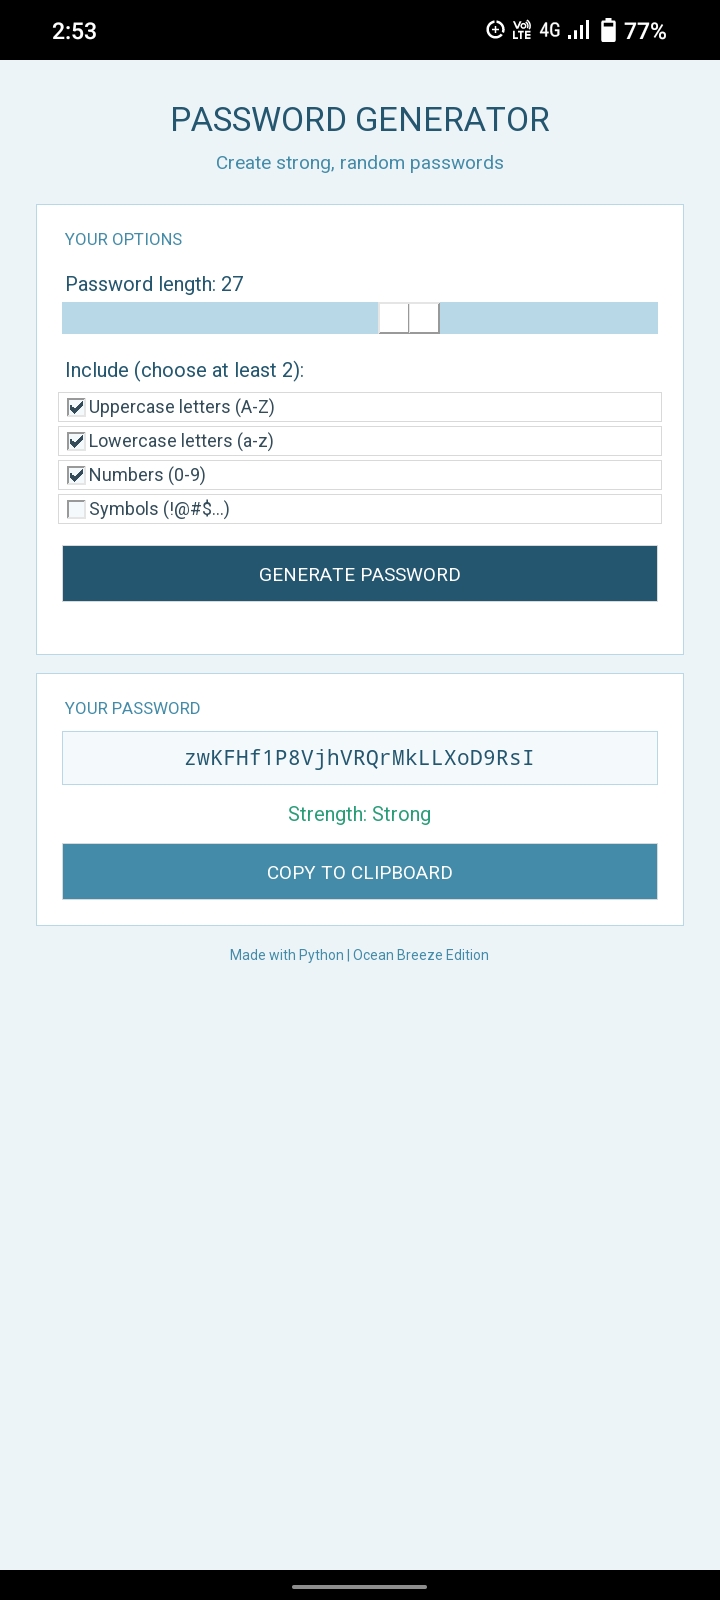 2:53
Vo)) LTE 4G 77%
PASSWORD GENERATOR
Create strong, random passwords
YOUR OPTIONS
Password length: 27
Include (choose at least 2):
Uppercase letters (A-Z)
Lowercase letters (a-z)
Numbers (0-9)
Symbols (!@#$...)
GENERATE PASSWORD
YOUR PASSWORD
zwKFHf1P8VjhVRQrMkLLXoD9RsI
Strength: Strong
COPY TO CLIPBOARD
Made with Python | Ocean Breeze Edition